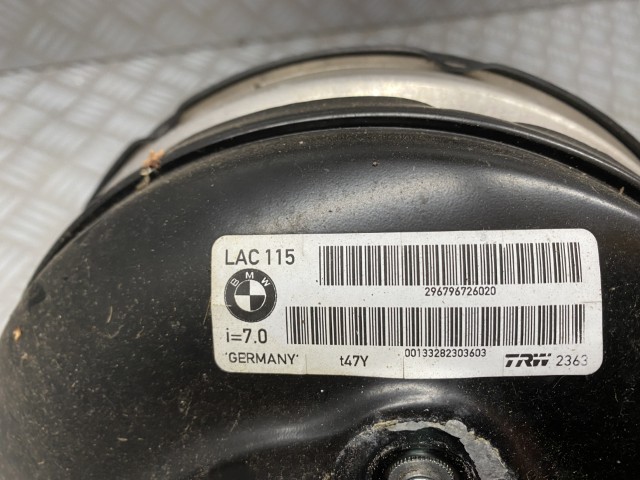 LAC 115
296796726020
BMW
i=7.0
00133282303603
'GERMANY' t47Y TRW 2363